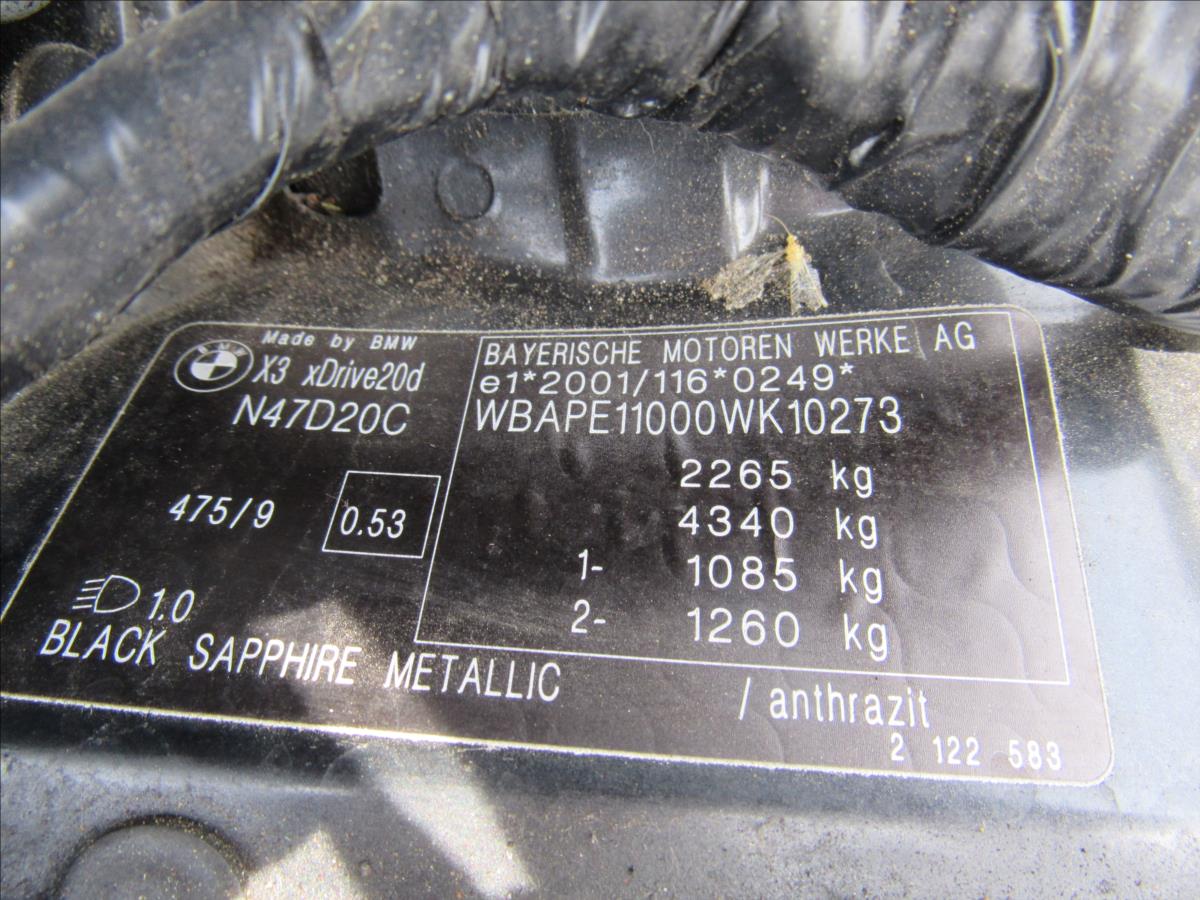 Made by BMW
X3 xDrive20d
N47D20C
475/9
0.53
1.0
BLACK SAPPHIRE METALLIC
BAYERISCHE MOTOREN WERKE AG
e1*2001/116*0249*
WBAPE11000WK10273
2265 kg
4340 kg
1- 1085 kg
2- 1260 kg
/ anthrazit
2 122 583